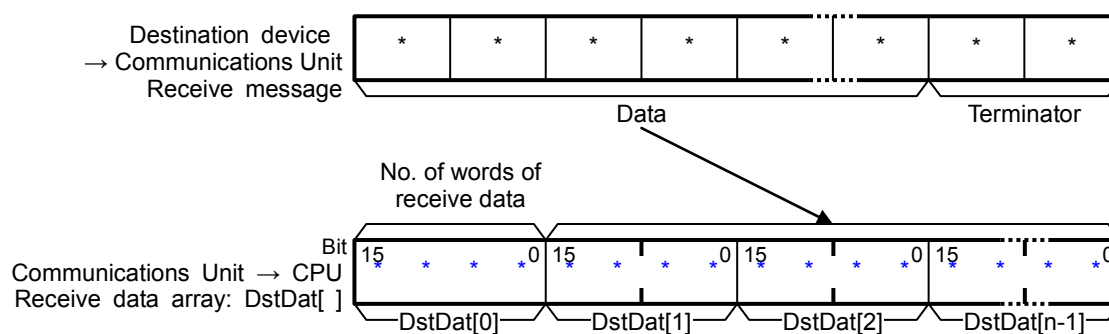 Destination device
→ Communications Unit
Receive message
* * * * * * * *
Data
Terminator
No. of words of
receive data
Bit
15 0 15 0 15 0 15 0
Communications Unit → CPU
Receive data array: DstDat[ ]
* * * * * * * * * * * * * * * *
DstDat[0] DstDat[1] DstDat[2] DstDat[n-1]